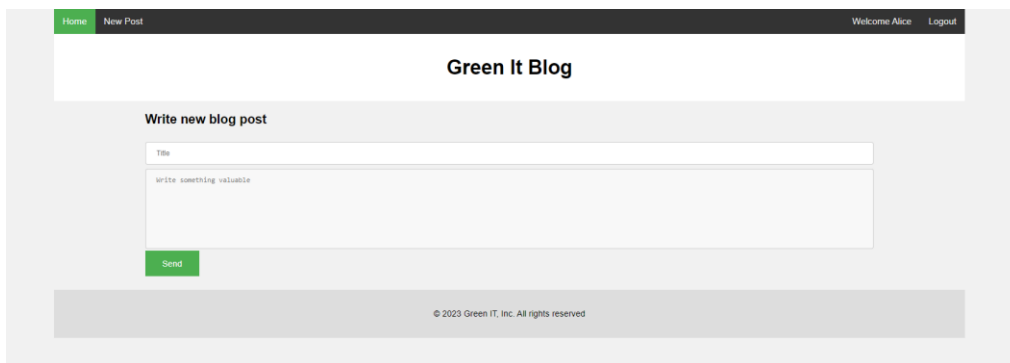 Home New Post Welcome Alice Logout
Green It Blog
Write new blog post
Title
Write something valuable
Send
© 2023 Green IT, Inc. All rights reserved